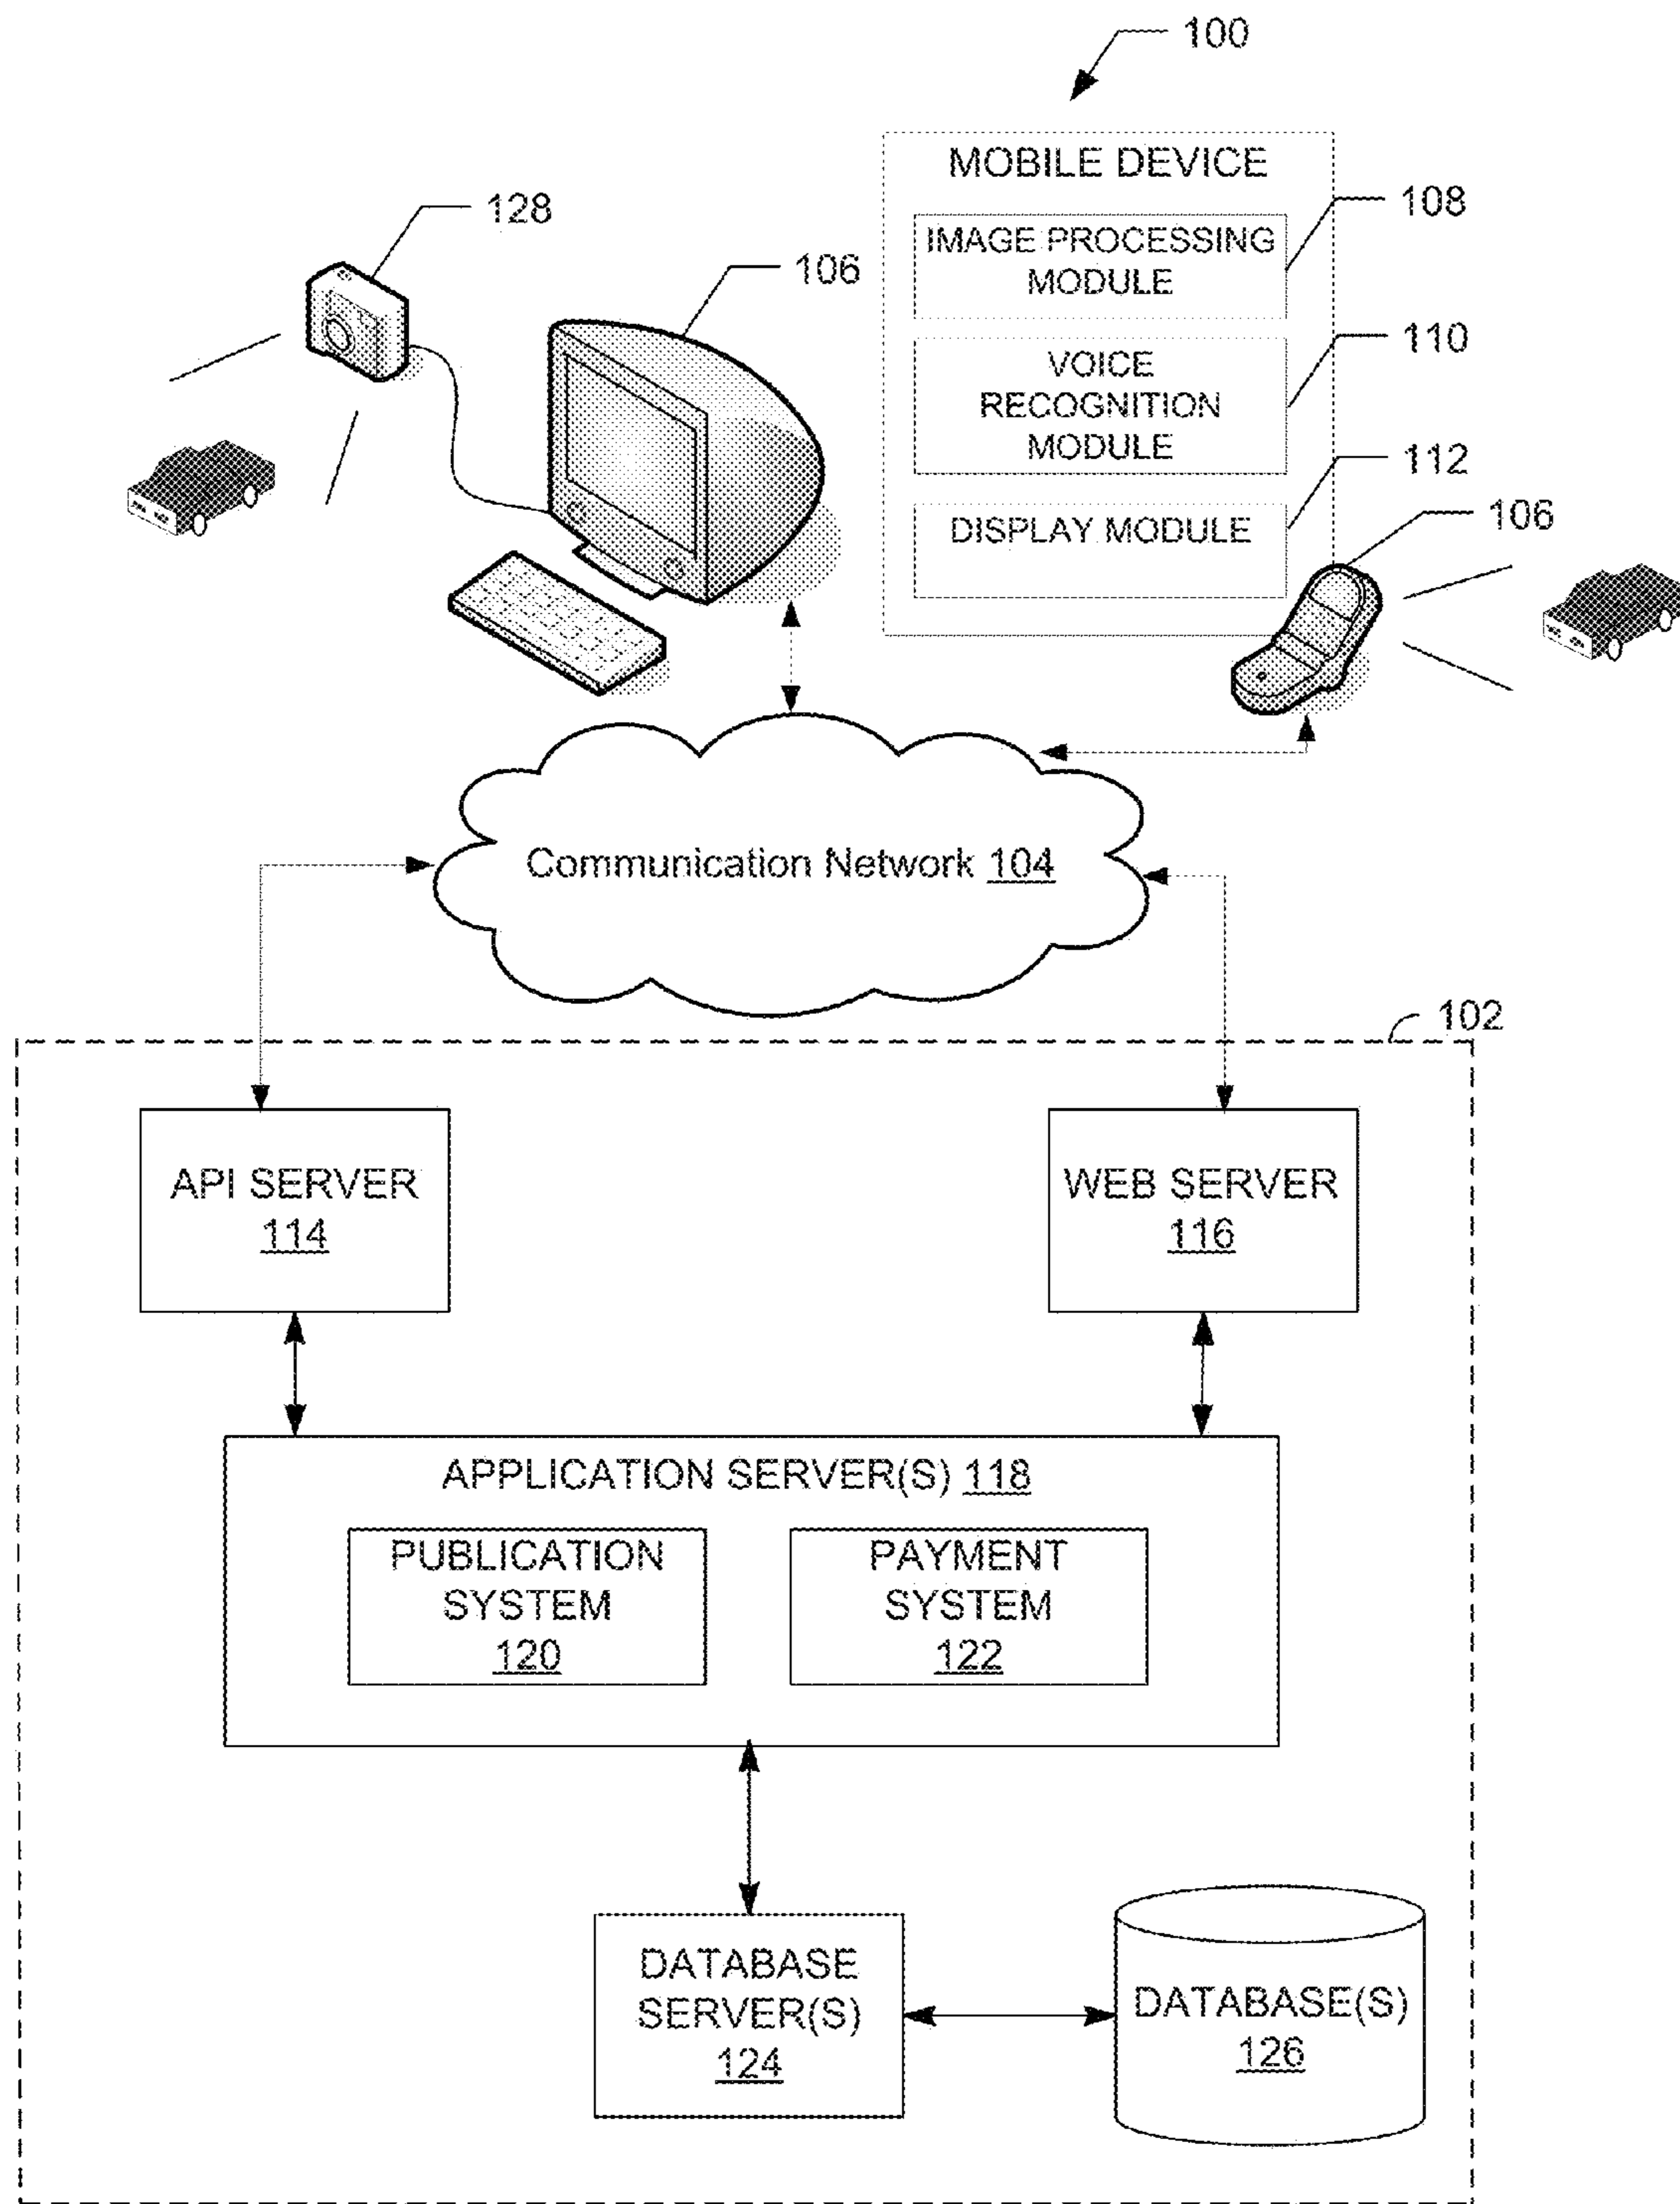 100
MOBILE DEVICE
128
108
IMAGE PROCESSING
MODULE
106
110
VOICE
RECOGNITION
MODULE
112
DISPLAY MODULE
106
Communication Network 104
102
API SERVER
114
WEB SERVER
116
APPLICATION SERVER(S) 118
PUBLICATION
SYSTEM
120
PAYMENT
SYSTEM
122
DATABASE
SERVER(S)
124
DATABASE(S)
126